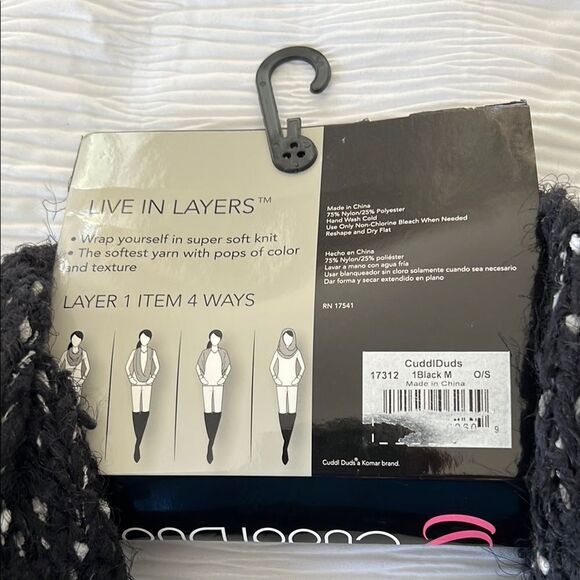 LIVE IN LAYERS™
• Wrap yourself in super soft knit
• The softest yarn with pops of color
and texture
LAYER 1 ITEM 4 WAYS
Made in China
75% Nylon/25% Polyester
Hand Wash Cold
Use Only Non-Chlorine Bleach When Needed
Reshape and Dry Flat
Hecho en China
75% Nylon/25% poliéster
Lavar a mano con agua fría
Usar blanqueador sin cloro solamente cuando sea necesario
Dar forma y secar extendido en plano
RN 17541
CuddlDuds
17312 1Black M O/S
Made in China
9
Cuddl Duds® a Komar brand.